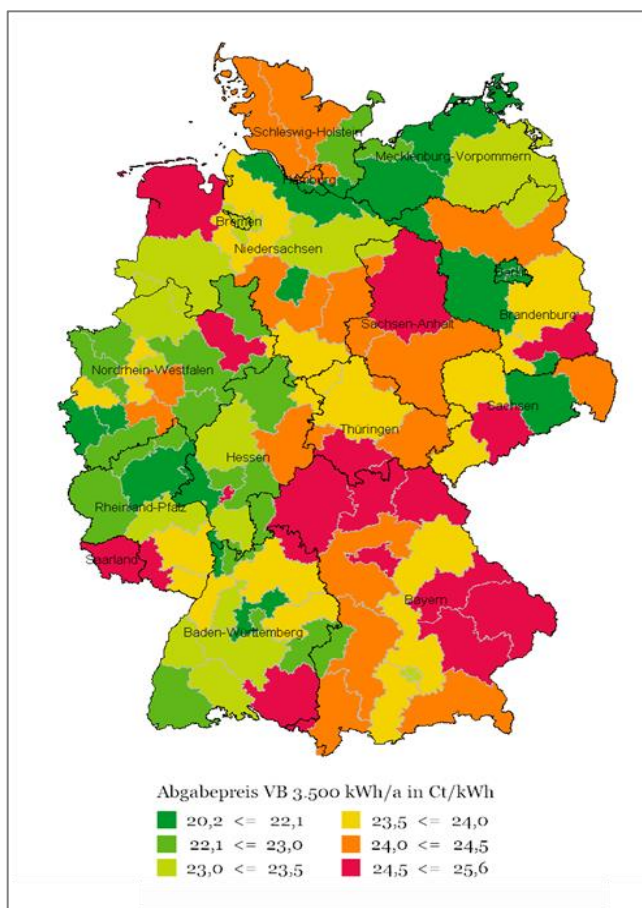 Schleswig-Holstein
Mecklenburg-Vorpommern
Hamburg
Bremen
Niedersachsen
Berlin
Brandenburg
Sachsen-Anhalt
Nordrhein-Westfalen
Sachsen
Thüringen
Hessen
Rheinland-Pfalz
Saarland
Bayern
Baden-Württemberg
Abgabepreis VB 3.500 kWh/a in Ct/kWh
20,2 <= 22,1 23,5 <= 24,0
22,1 <= 23,0 24,0 <= 24,5
23,0 <= 23,5 24,5 <= 25,6